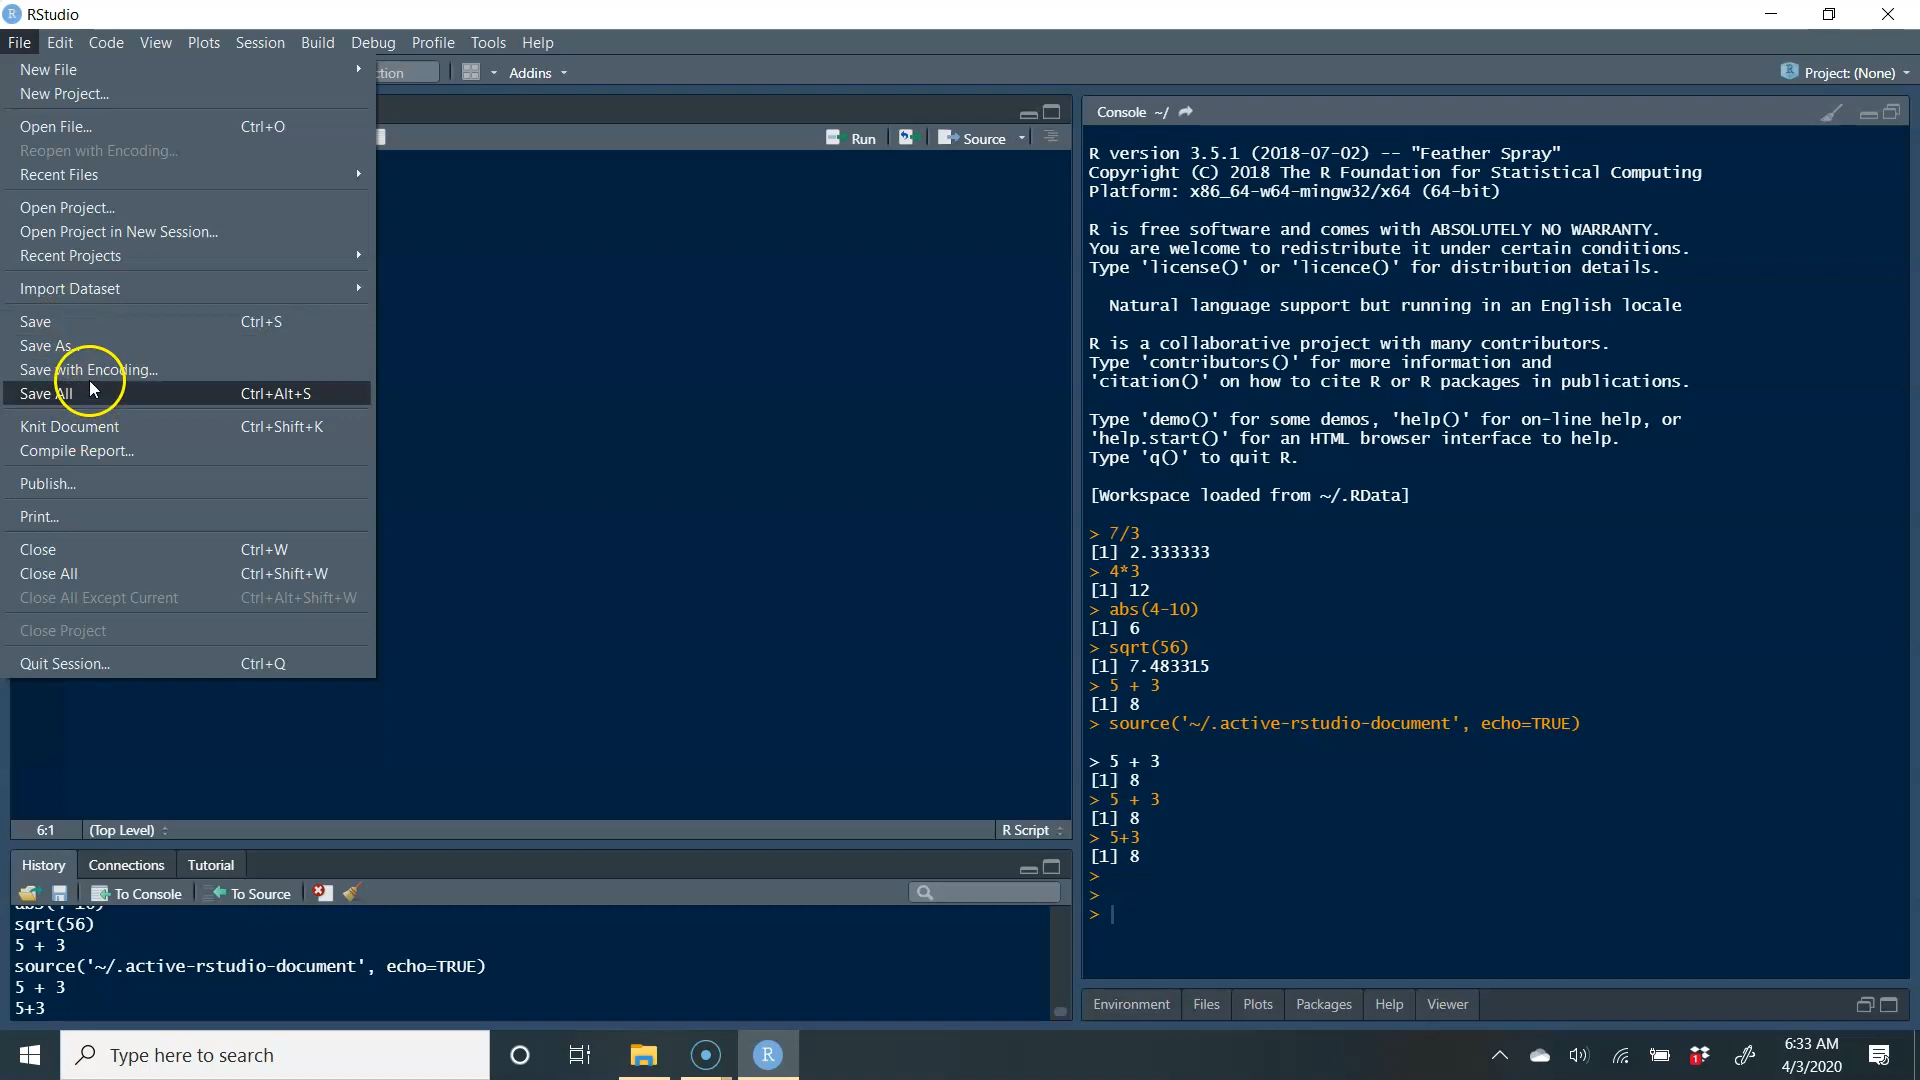 RStudio
File Edit Code View Plots Session Build Debug Profile Tools Help
Addins
Project: (None)
New File
New Project...
Open File... Ctrl+O
Reopen with Encoding...
Recent Files
Open Project...
Open Project in New Session...
Recent Projects
Import Dataset
Save Ctrl+S
Save As...
Save with Encoding...
Save All Ctrl+Alt+S
Knit Document Ctrl+Shift+K
Compile Report...
Publish...
Print...
Close Ctrl+W
Close All Ctrl+Shift+W
Close All Except Current Ctrl+Alt+Shift+W
Close Project
Quit Session... Ctrl+Q
Run Source
6:1 (Top Level) R Script
History Connections Tutorial
To Console To Source
sqrt(56)
5 + 3
source('~/.active-rstudio-document', echo=TRUE)
5 + 3
5+3
Console ~/
R version 3.5.1 (2018-07-02) -- "Feather Spray"
Copyright (C) 2018 The R Foundation for Statistical Computing
Platform: x86_64-w64-mingw32/x64 (64-bit)
R is free software and comes with ABSOLUTELY NO WARRANTY.
You are welcome to redistribute it under certain conditions.
Type 'license()' or 'licence()' for distribution details.
Natural language support but running in an English locale
R is a collaborative project with many contributors.
Type 'contributors()' for more information and
'citation()' on how to cite R or R packages in publications.
Type 'demo()' for some demos, 'help()' for on-line help, or
'help.start()' for an HTML browser interface to help.
Type 'q()' to quit R.
[Workspace loaded from ~/.RData]
> 7/3
[1] 2.333333
> 4*3
[1] 12
> abs(4-10)
[1] 6
> sqrt(56)
[1] 7.483315
> 5 + 3
[1] 8
> source('~/.active-rstudio-document', echo=TRUE)
> 5 + 3
[1] 8
> 5 + 3
[1] 8
> 5+3
[1] 8
>
>
>
Environment Files Plots Packages Help Viewer
Type here to search
6:33 AM
4/3/2020